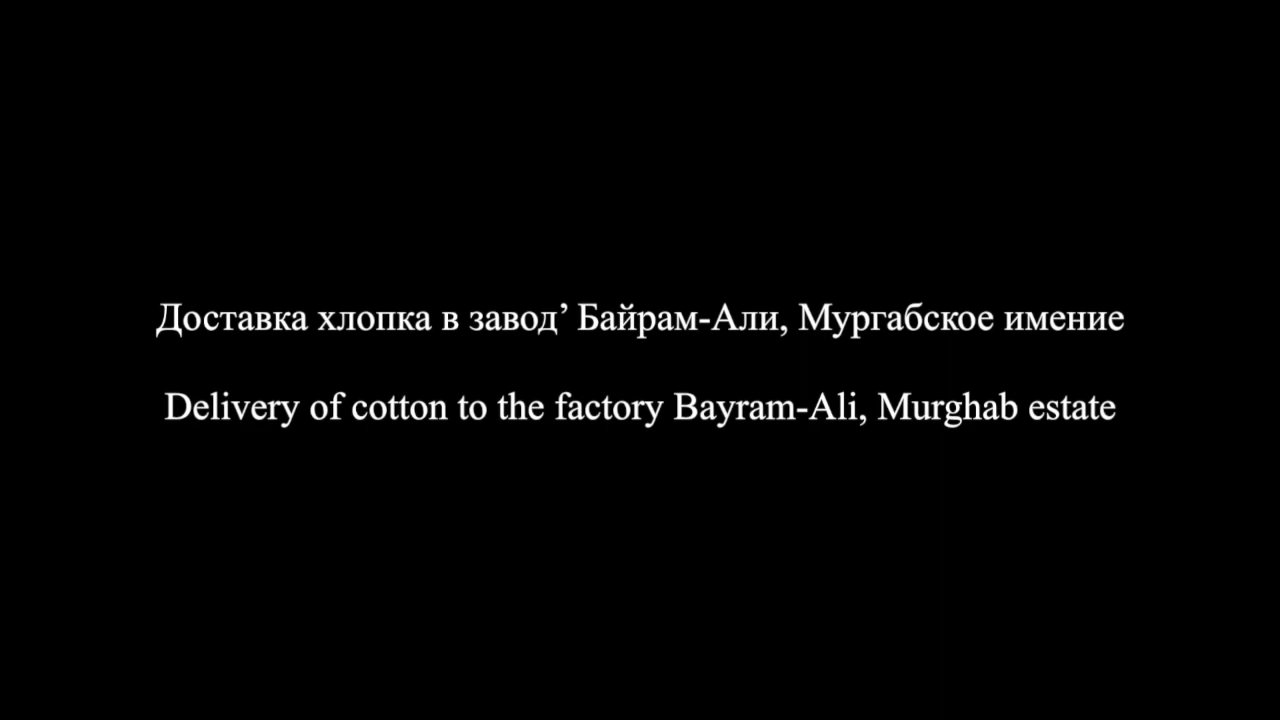 Доставка хлопка в завод’ Байрам-Али, Мургабское имение
Delivery of cotton to the factory Bayram-Ali, Murghab estate